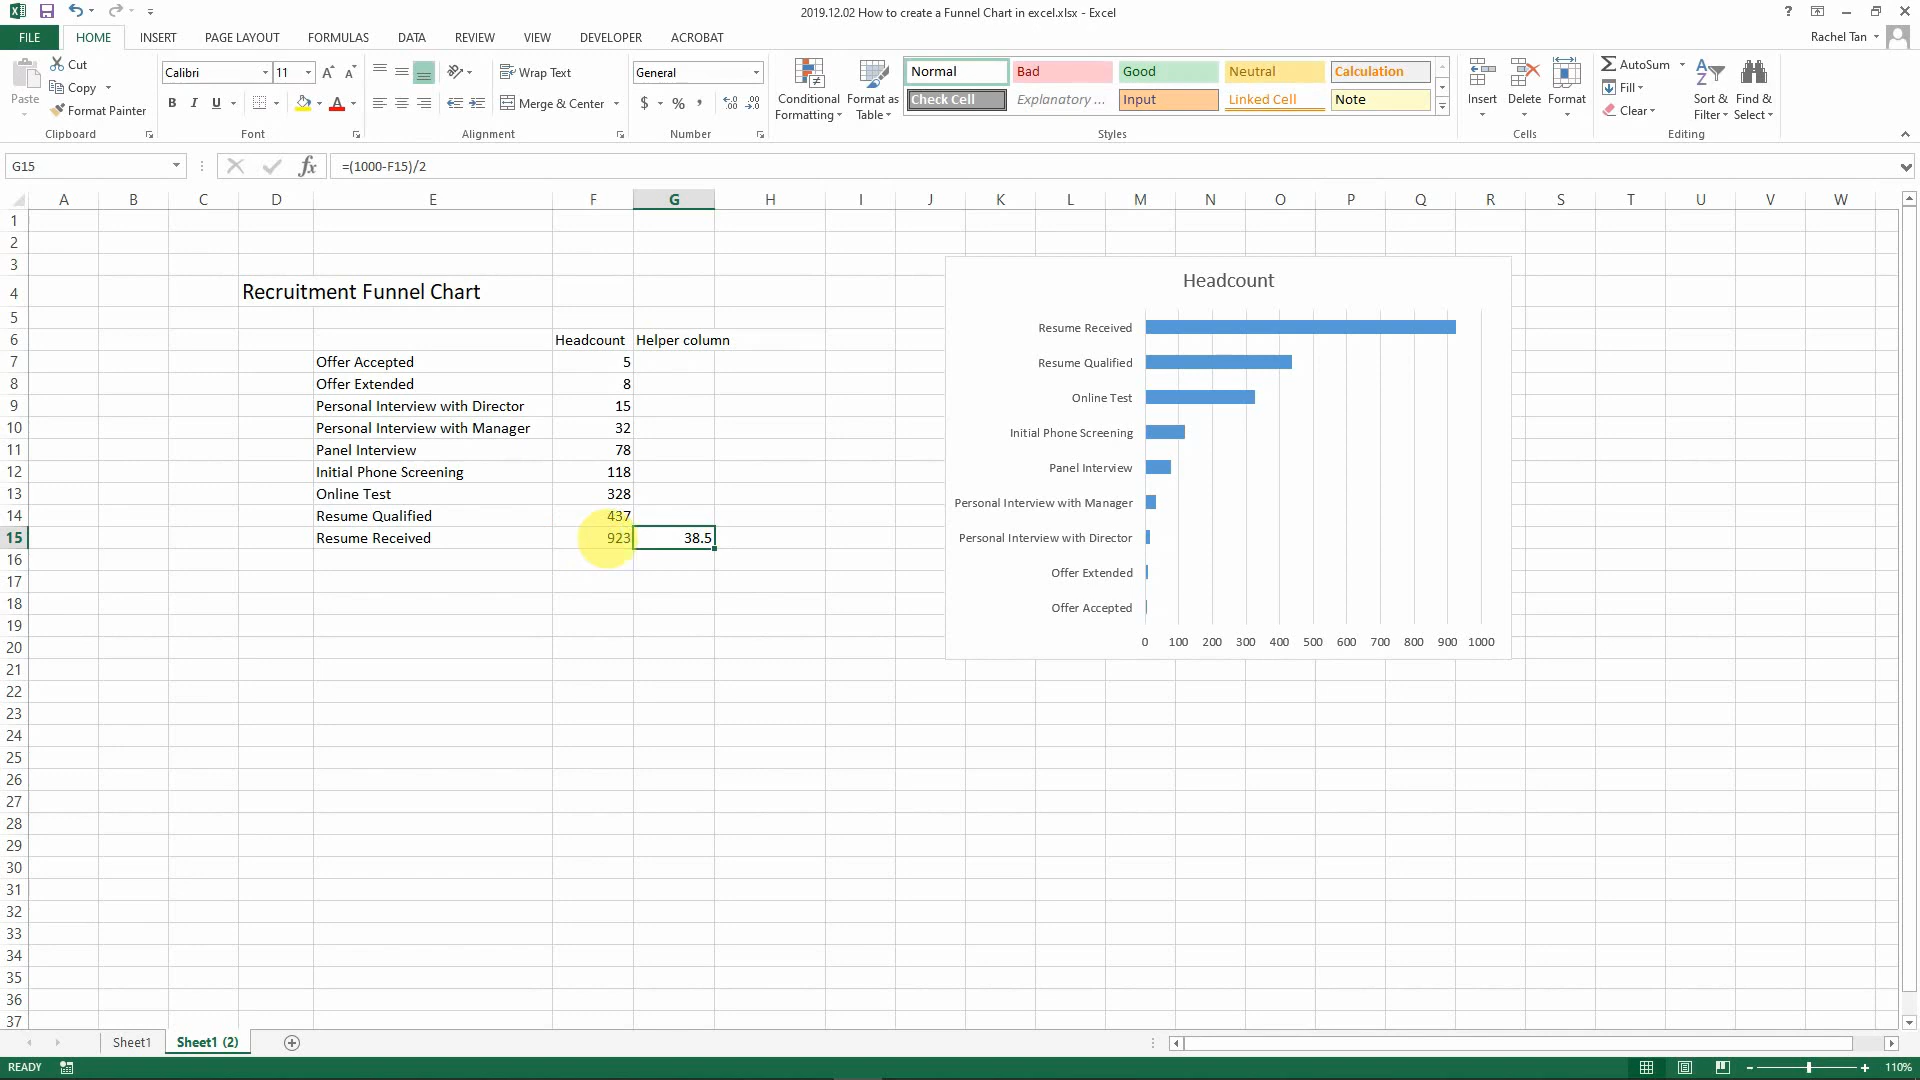 2019.12.02 How to create a Funnel Chart in excel.xlsx - Excel
?
FILE HOME INSERT PAGE LAYOUT FORMULAS DATA REVIEW VIEW DEVELOPER ACROBAT Rachel Tan
Paste
Cut
Copy
Format Painter
Clipboard
Calibri 11
B I U
Font
Wrap Text
Merge & Center
Alignment
General
$ % ,
Number
Conditional Formatting
Format as Table
Normal Bad Good Neutral Calculation
Check Cell Explanatory ... Input Linked Cell Note
Styles
Insert Delete Format
Cells
AutoSum
Fill
Clear
Sort & Filter
Find & Select
Editing
G15 fx =(1000-F15)/2
A B C D E F G H I J K L M N O P Q R S T U V W
1
2
3
4 Recruitment Funnel Chart
5
6 Headcount Helper column
7 Offer Accepted 5
8 Offer Extended 8
9 Personal Interview with Director 15
10 Personal Interview with Manager 32
11 Panel Interview 78
12 Initial Phone Screening 118
13 Online Test 328
14 Resume Qualified 437
15 Resume Received 923 38.5
16
17
18
19
20
21
22
23
24
25
26
27
28
29
30
31
32
33
34
35
36
37
Headcount
Resume Received
Resume Qualified
Online Test
Initial Phone Screening
Panel Interview
Personal Interview with Manager
Personal Interview with Director
Offer Extended
Offer Accepted
0 100 200 300 400 500 600 700 800 900 1000
Sheet1 Sheet1 (2)
READY 110%